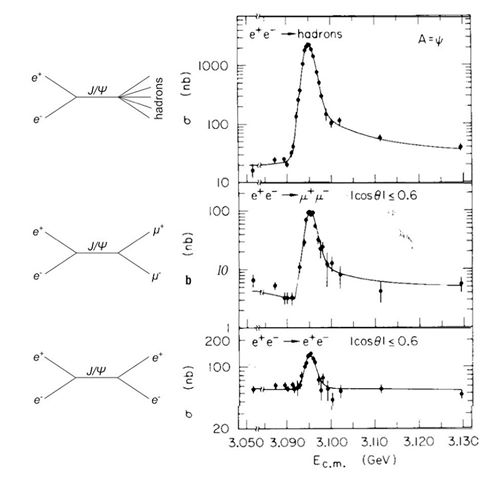 e⁺e⁻ → hadrons
A=ψ
1000
100
10
σ (nb)
e⁺
e⁻
J/Ψ
hadrons
e⁺e⁻ → μ⁺μ⁻ |cosθ| ≤ 0.6
100
10
1
b (nb)
e⁺
e⁻
J/Ψ
μ⁺
μ⁻
e⁺e⁻ → e⁺e⁻ |cosθ| ≤ 0.6
200
100
20
σ (nb)
e⁺
e⁻
J/Ψ
e⁺
e⁻
3.050 3.090 3.100 3.110 3.120 3.130
E c.m. (GeV)